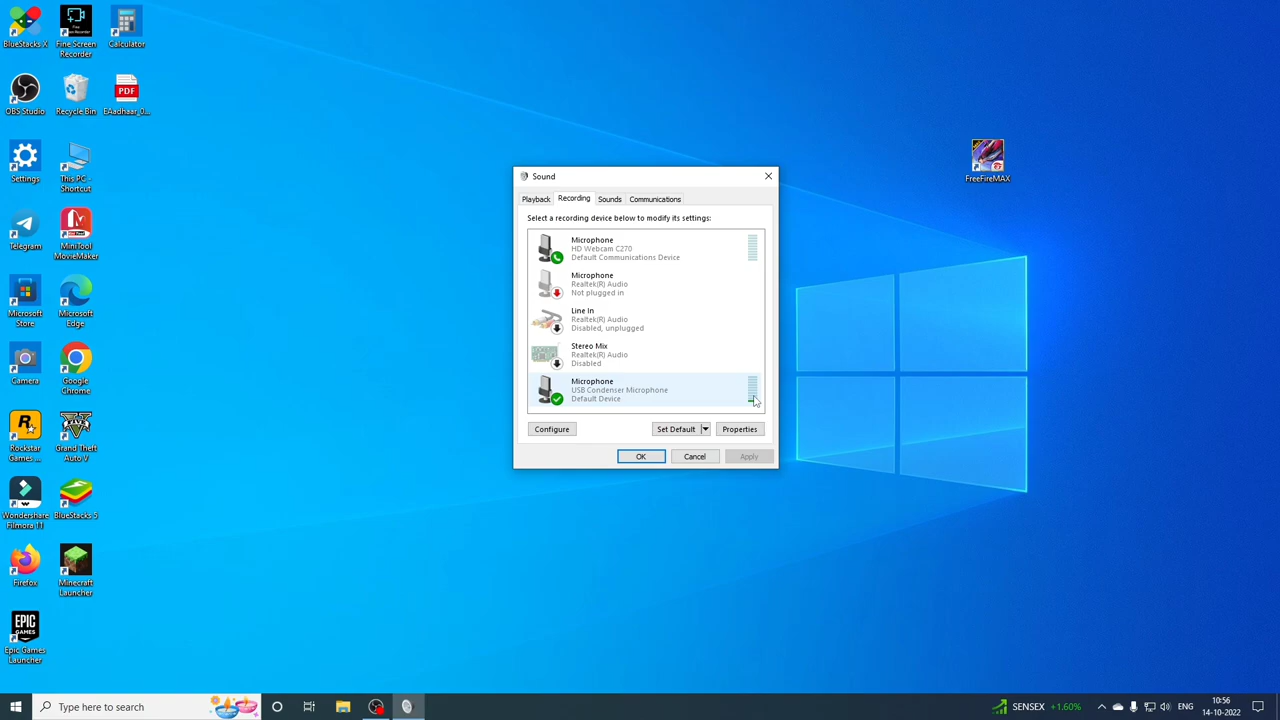 BlueStacks X
Fine Screen
Recorder
Calculator
OBS Studio
Recycle Bin
PDF
EAadhaar_0...
Settings
This PC -
Shortcut
Telegram
MiniTool
MovieMaker
Microsoft
Store
Microsoft
Edge
Camera
Google
Chrome
Rockstar
Games ...
Grand Theft
Auto V
Wondershare
Filmora 11
BlueStacks 5
Firefox
Minecraft
Launcher
EPIC
GAMES
Epic Games
Launcher
FreeFireMAX
Sound
Playback
Recording
Sounds
Communications
Select a recording device below to modify its settings:
Microphone
HD Webcam C270
Default Communications Device
Microphone
Realtek(R) Audio
Not plugged in
Line In
Realtek(R) Audio
Disabled, unplugged
Stereo Mix
Realtek(R) Audio
Disabled
Microphone
USB Condenser Microphone
Default Device
Configure
Set Default
Properties
OK
Cancel
Apply
Type here to search
SENSEX +1.60%
10:56
14-10-2022